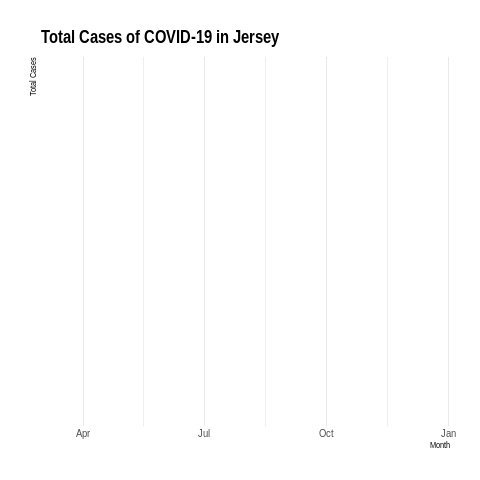 Total Cases of COVID-19 in Jersey
Total Cases
Apr Jul Oct Jan
Month